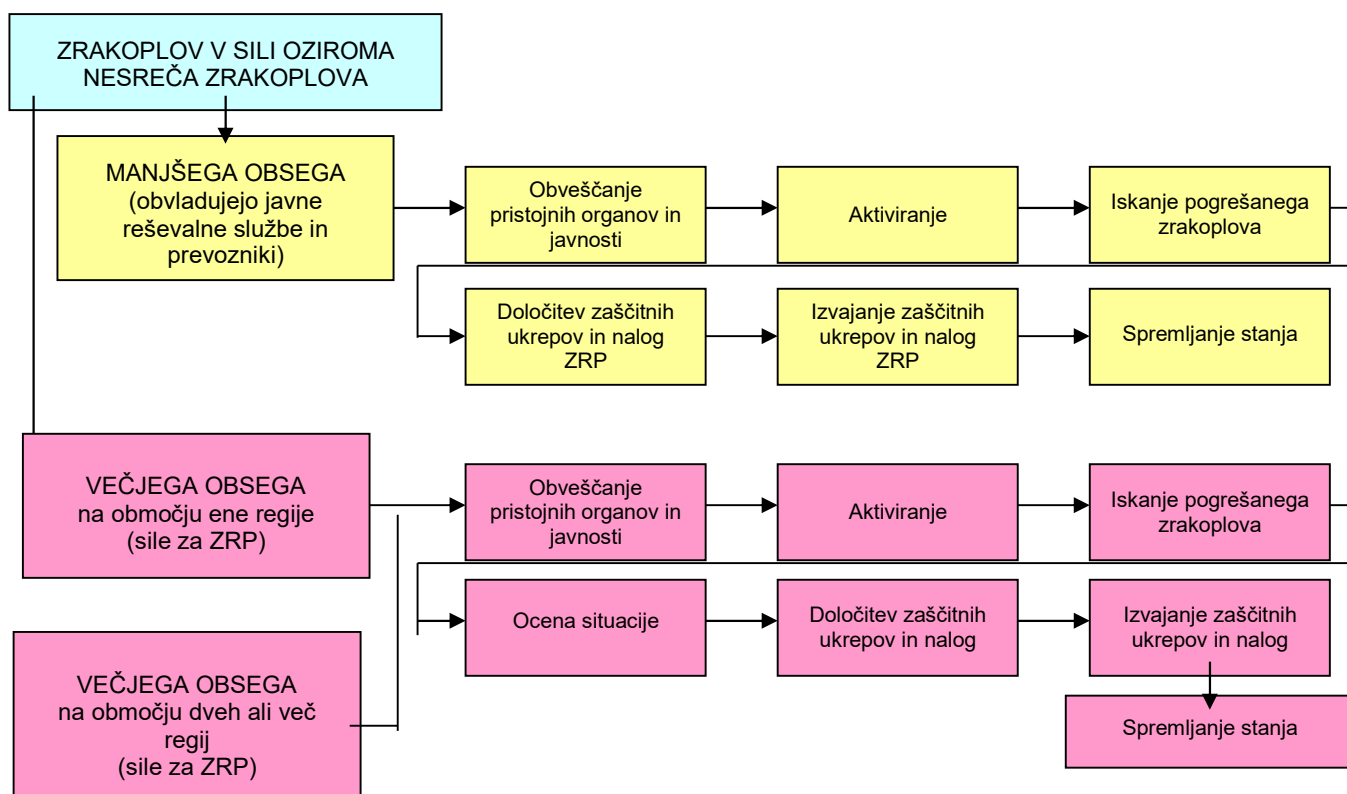 ZRAKOPLOV V SILI OZIROMA
NESREČA ZRAKOPLOVA
MANJŠEGA OBSEGA
(obvladujejo javne
reševalne službe in
prevozniki)
Obveščanje
pristojnih organov in
javnosti
Aktiviranje
Iskanje pogrešanega
zrakoplova
Določitev zaščitnih
ukrepov in nalog
ZRP
Izvajanje zaščitnih
ukrepov in nalog
ZRP
Spremljanje stanja
VEČJEGA OBSEGA
na območju ene regije
(sile za ZRP)
Obveščanje
pristojnih organov in
javnosti
Aktiviranje
Iskanje pogrešanega
zrakoplova
Ocena situacije
Določitev zaščitnih
ukrepov in nalog
Izvajanje zaščitnih
ukrepov in nalog
VEČJEGA OBSEGA
na območju dveh ali več
regij
(sile za ZRP)
Spremljanje stanja